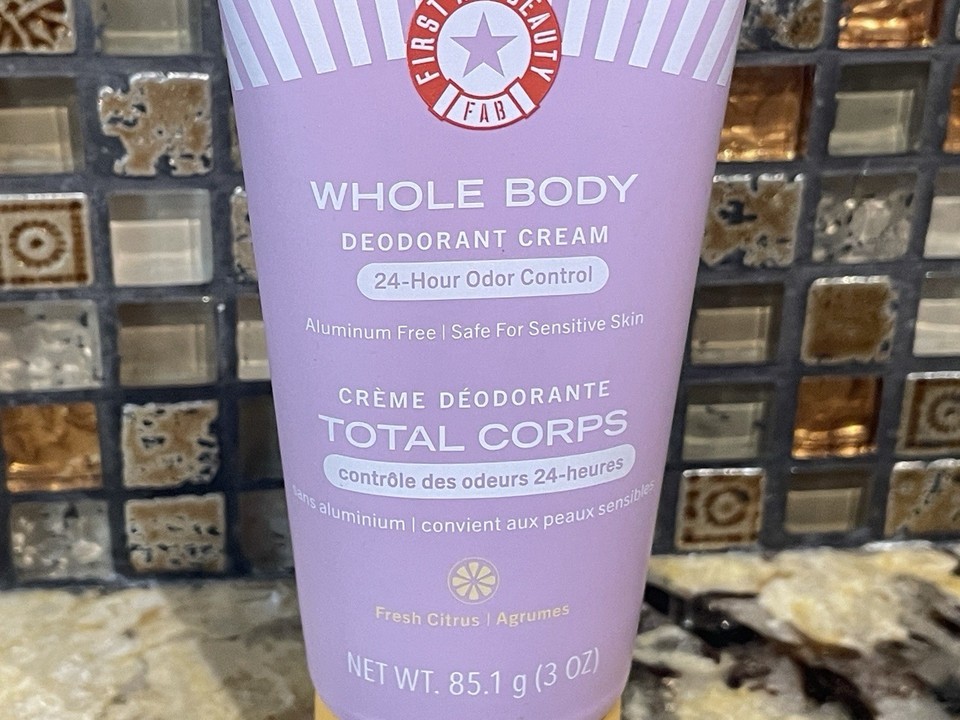 FIRST BEAUTY
FAB
WHOLE BODY
DEODORANT CREAM
24-Hour Odor Control
Aluminum Free | Safe For Sensitive Skin
CRÈME DÉODORANTE
TOTAL CORPS
contrôle des odeurs 24-heures
sans aluminium | convient aux peaux sensibles
Fresh Citrus | Agrumes
NET WT. 85.1 g (3 OZ)